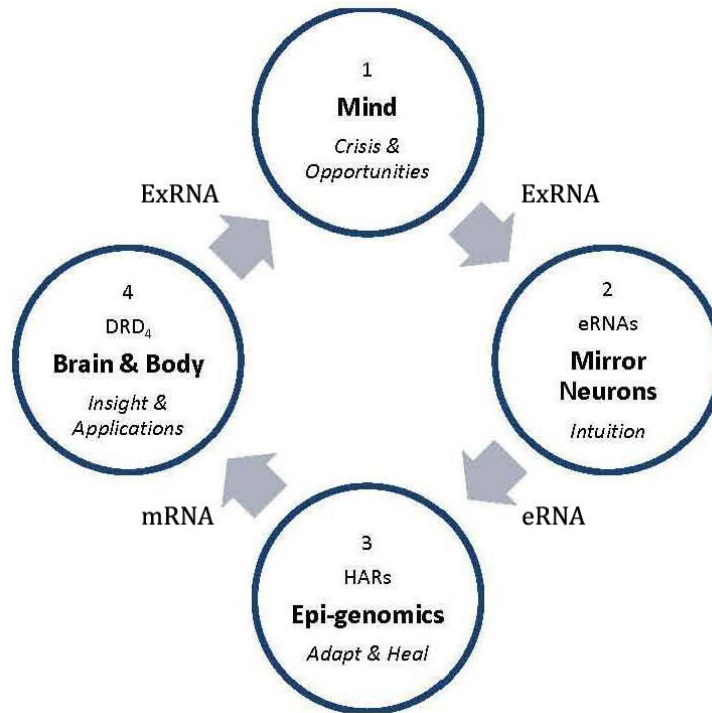 1
Mind
Crisis &
Opportunities
ExRNA
ExRNA
4
DRD₄
Brain & Body
Insight &
Applications
2
eRNAs
Mirror
Neurons
Intuition
mRNA
eRNA
3
HARs
Epi-genomics
Adapt & Heal